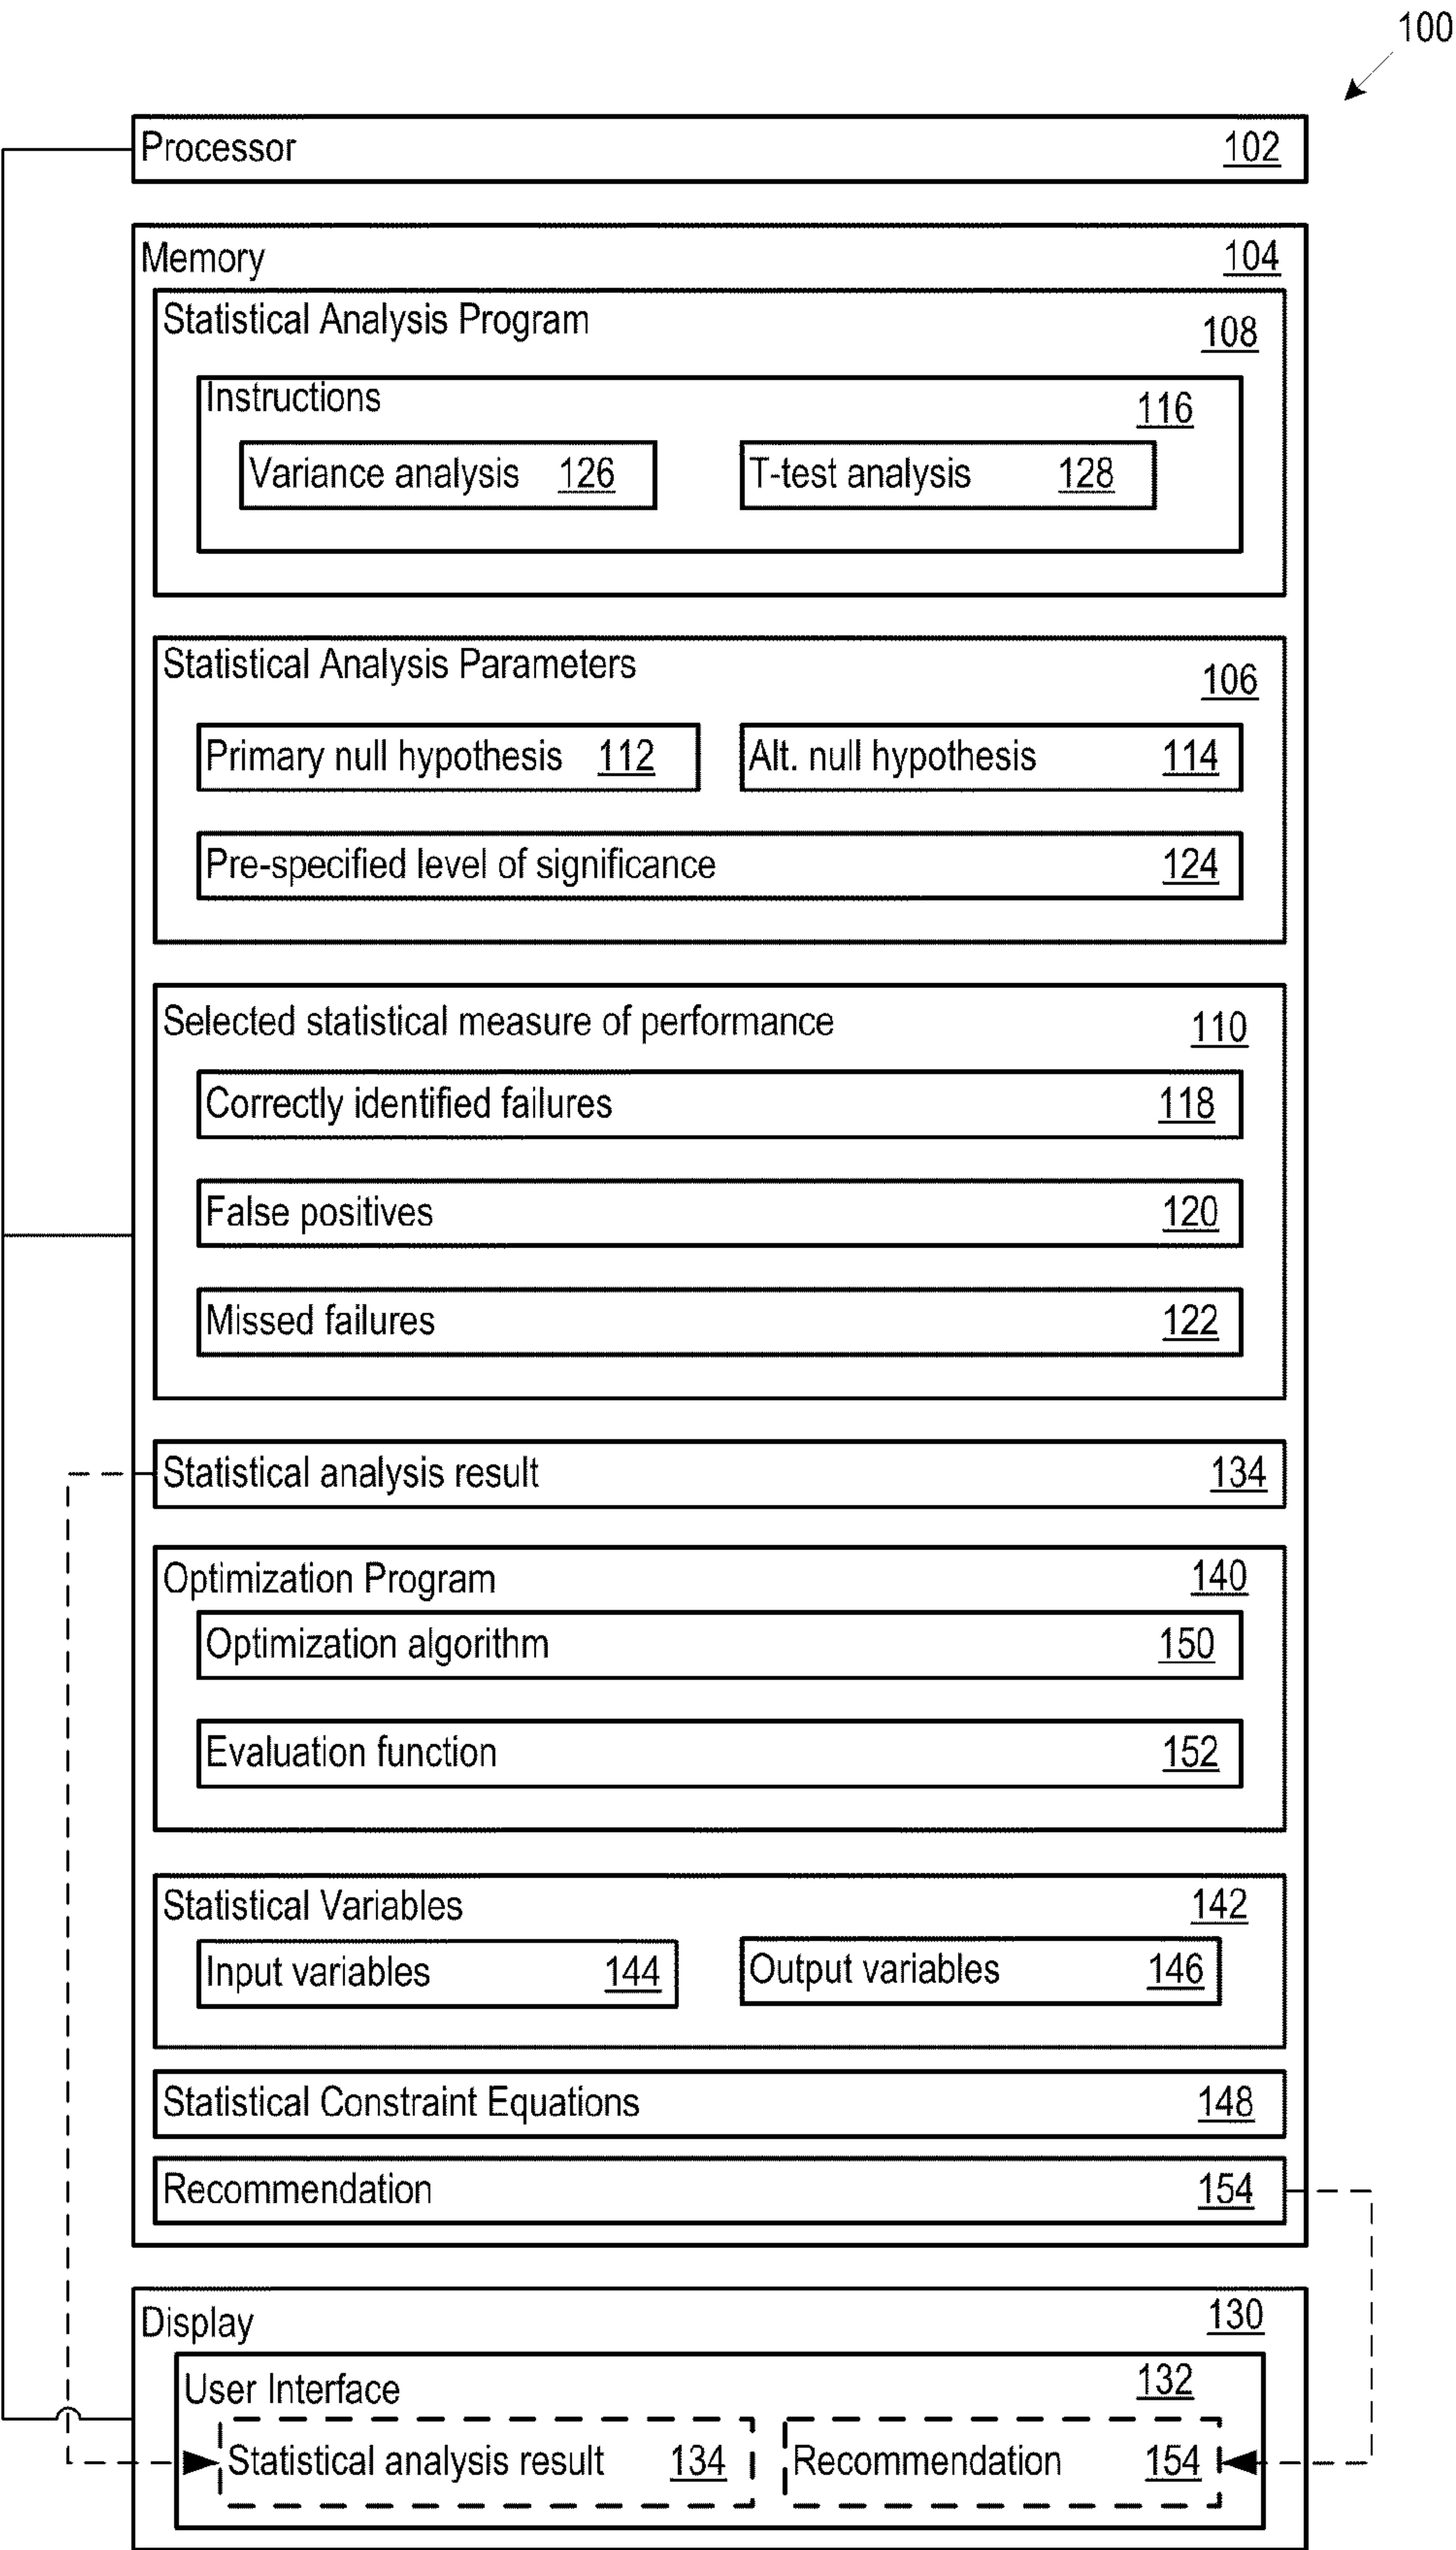 100
Processor 102
Memory 104
Statistical Analysis Program 108
Instructions 116
Variance analysis 126 T-test analysis 128
Statistical Analysis Parameters 106
Primary null hypothesis 112 Alt. null hypothesis 114
Pre-specified level of significance 124
Selected statistical measure of performance 110
Correctly identified failures 118
False positives 120
Missed failures 122
Statistical analysis result 134
Optimization Program 140
Optimization algorithm 150
Evaluation function 152
Statistical Variables 142
Input variables 144 Output variables 146
Statistical Constraint Equations 148
Recommendation 154
Display 130
User Interface 132
Statistical analysis result 134 Recommendation 154